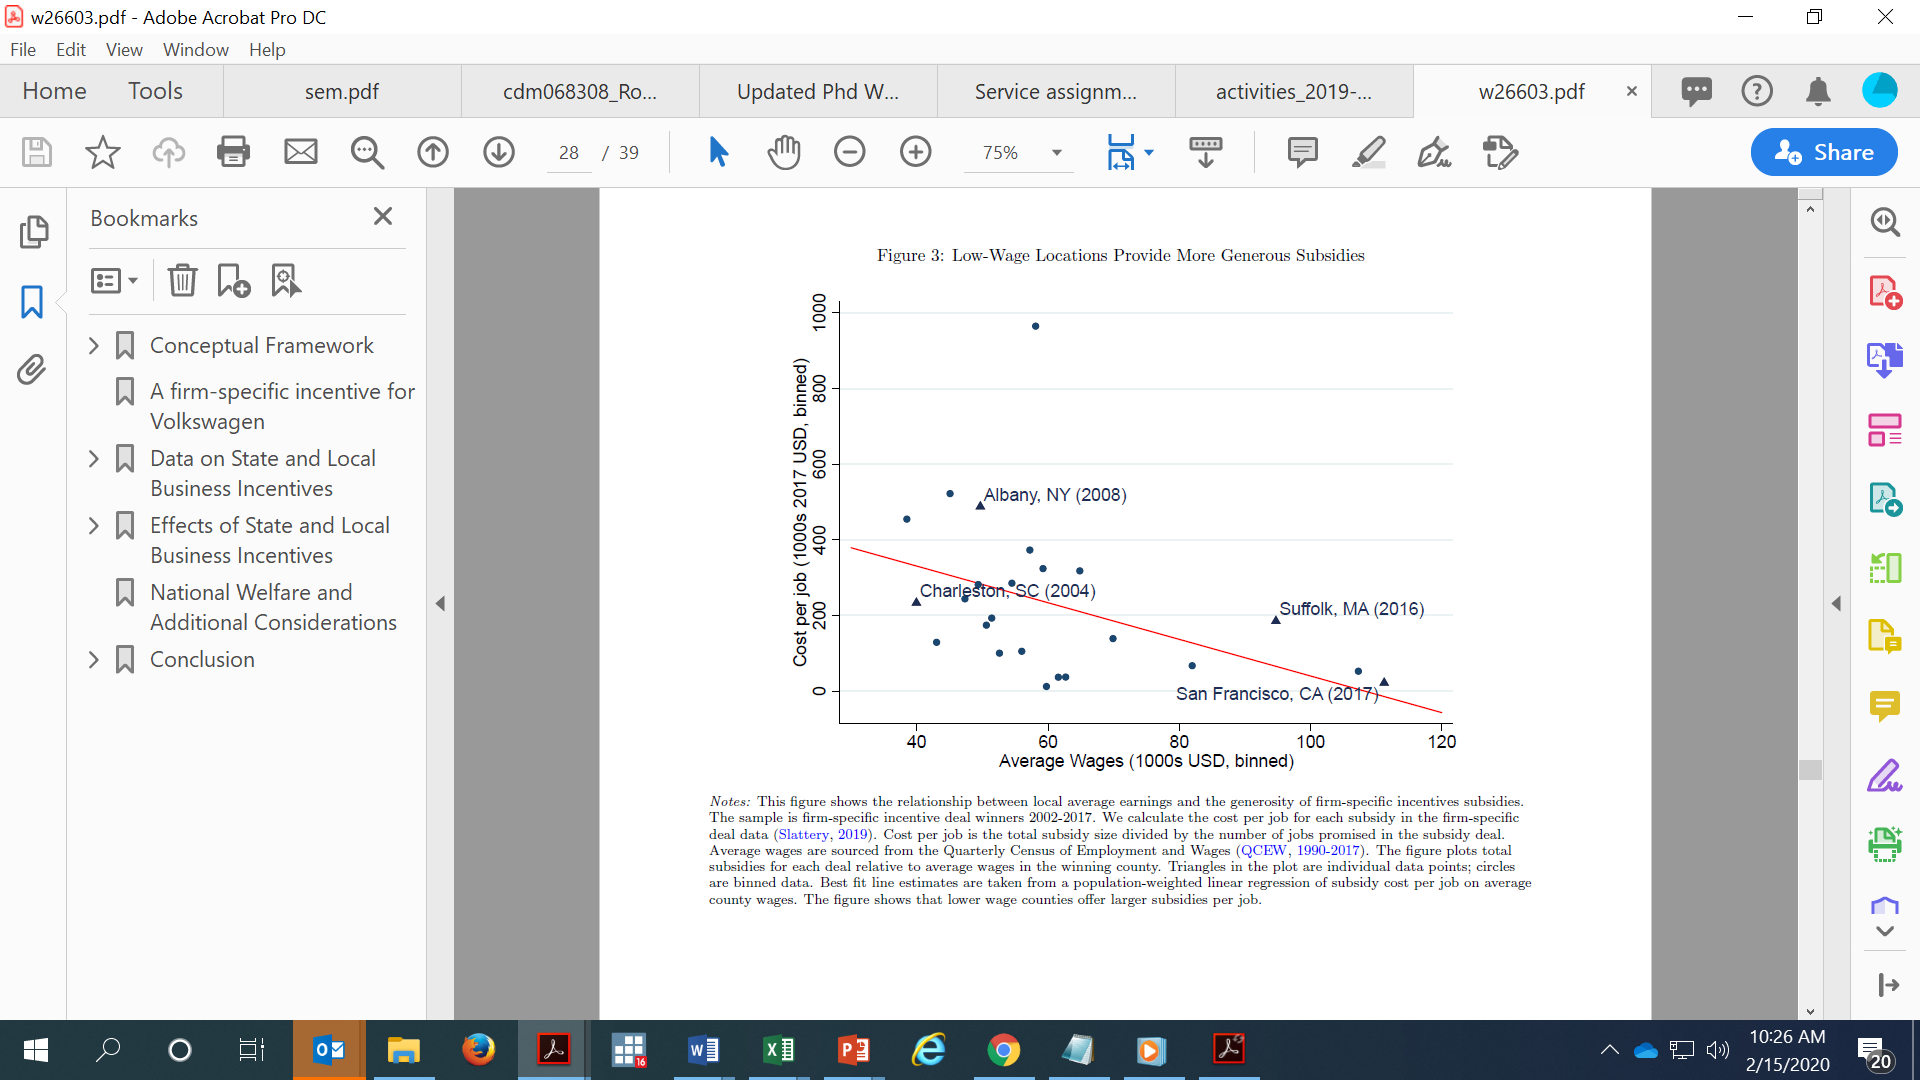 w26603.pdf - Adobe Acrobat Pro DC
File Edit View Window Help
Home Tools sem.pdf cdm068308_Ro... Updated Phd W... Service assignm... activities_2019-... w26603.pdf
28 / 39 75% Share
Bookmarks
Conceptual Framework
A firm-specific incentive for
Volkswagen
Data on State and Local
Business Incentives
Effects of State and Local
Business Incentives
National Welfare and
Additional Considerations
Conclusion
Figure 3: Low-Wage Locations Provide More Generous Subsidies
Cost per job (1000s 2017 USD, binned)
1000
800
600
400
200
0
Albany, NY (2008)
Charleston, SC (2004)
Suffolk, MA (2016)
San Francisco, CA (2017)
40 60 80 100 120
Average Wages (1000s USD, binned)
Notes: This figure shows the relationship between local average earnings and the generosity of firm-specific incentives subsidies.
The sample is firm-specific incentive deal winners 2002-2017. We calculate the cost per job for each subsidy in the firm-specific
deal data (Slattery, 2019). Cost per job is the total subsidy size divided by the number of jobs promised in the subsidy deal.
Average wages are sourced from the Quarterly Census of Employment and Wages (QCEW, 1990-2017). The figure plots total
subsidies for each deal relative to average wages in the winning county. Triangles in the plot are individual data points; circles
are binned data. Best fit line estimates are taken from a population-weighted linear regression of subsidy cost per job on average
county wages. The figure shows that lower wage counties offer larger subsidies per job.
16
10:26 AM
2/15/2020
20